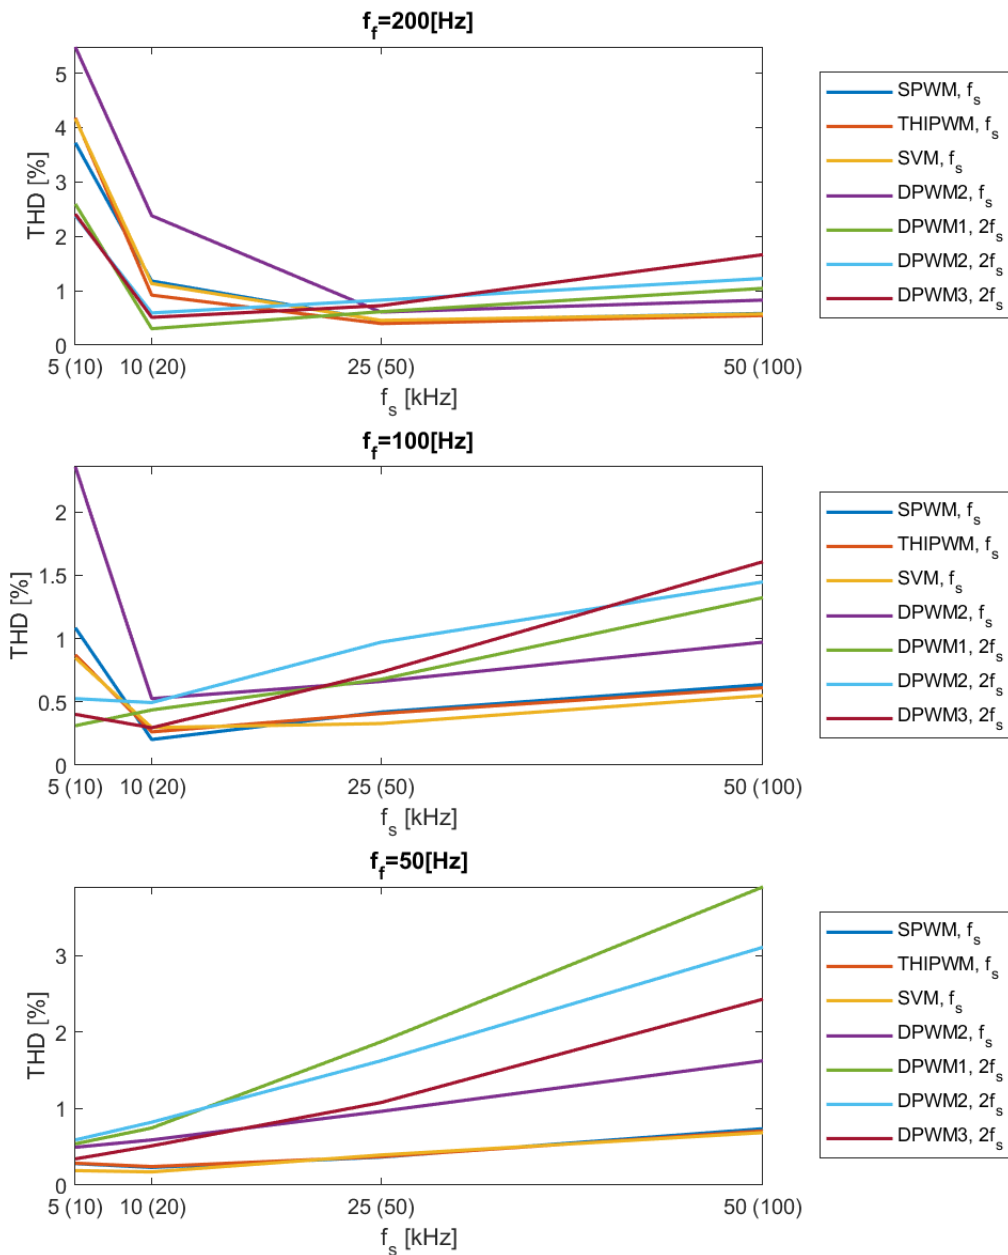 f_f=200[Hz]
THD [%]
5
4
3
2
1
0
5 (10)
10 (20)
25 (50)
50 (100)
f_s [kHz]
SPWM, f_s
THIPWM, f_s
SVM, f_s
DPWM2, f_s
DPWM1, 2f_s
DPWM2, 2f_s
DPWM3, 2f_s
f_f=100[Hz]
THD [%]
2
1.5
1
0.5
0
5 (10)
10 (20)
25 (50)
50 (100)
f_s [kHz]
SPWM, f_s
THIPWM, f_s
SVM, f_s
DPWM2, f_s
DPWM1, 2f_s
DPWM2, 2f_s
DPWM3, 2f_s
f_f=50[Hz]
THD [%]
3
2
1
0
5 (10)
10 (20)
25 (50)
50 (100)
f_s [kHz]
SPWM, f_s
THIPWM, f_s
SVM, f_s
DPWM2, f_s
DPWM1, 2f_s
DPWM2, 2f_s
DPWM3, 2f_s